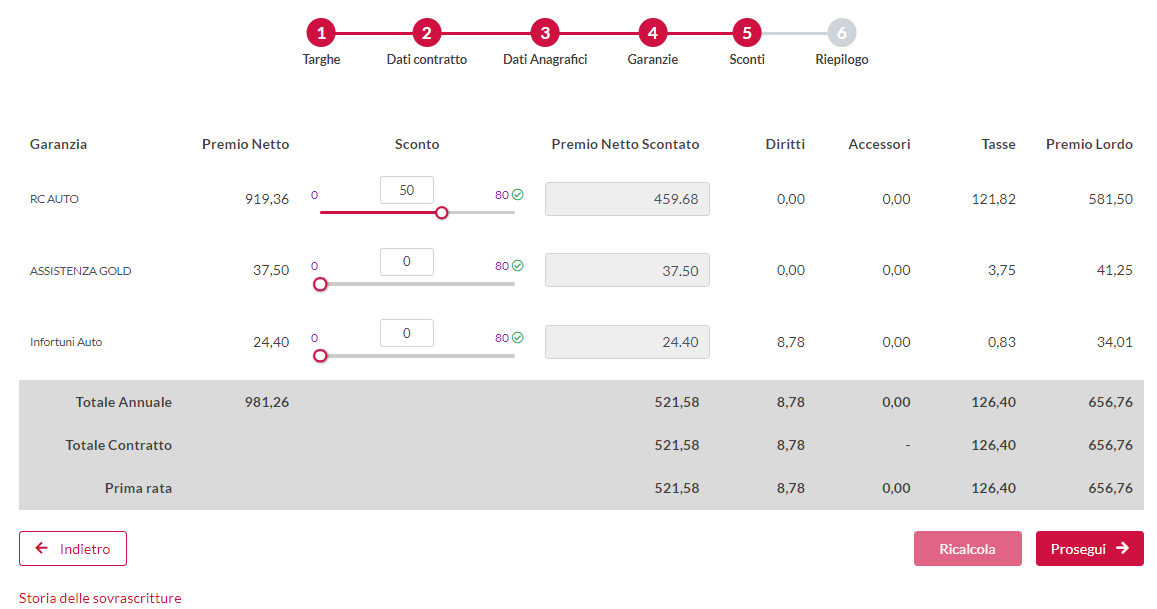 1 2 3 4 5 6
Targhe Dati contratto Dati Anagrafici Garanzie Sconti Riepilogo
Garanzia Premio Netto Sconto Premio Netto Scontato Diritti Accessori Tasse Premio Lordo
RC AUTO 919,36 0 50 80 459.68 0,00 0,00 121,82 581,50
ASSISTENZA GOLD 37,50 0 0 80 37.50 0,00 0,00 3,75 41,25
Infortuni Auto 24,40 0 0 80 24.40 8,78 0,00 0,83 34,01
Totale Annuale 981,26 521,58 8,78 0,00 126,40 656,76
Totale Contratto 521,58 8,78 - 126,40 656,76
Prima rata 521,58 8,78 0,00 126,40 656,76
Indietro Ricalcola Prosegui
Storia delle sovrascritture